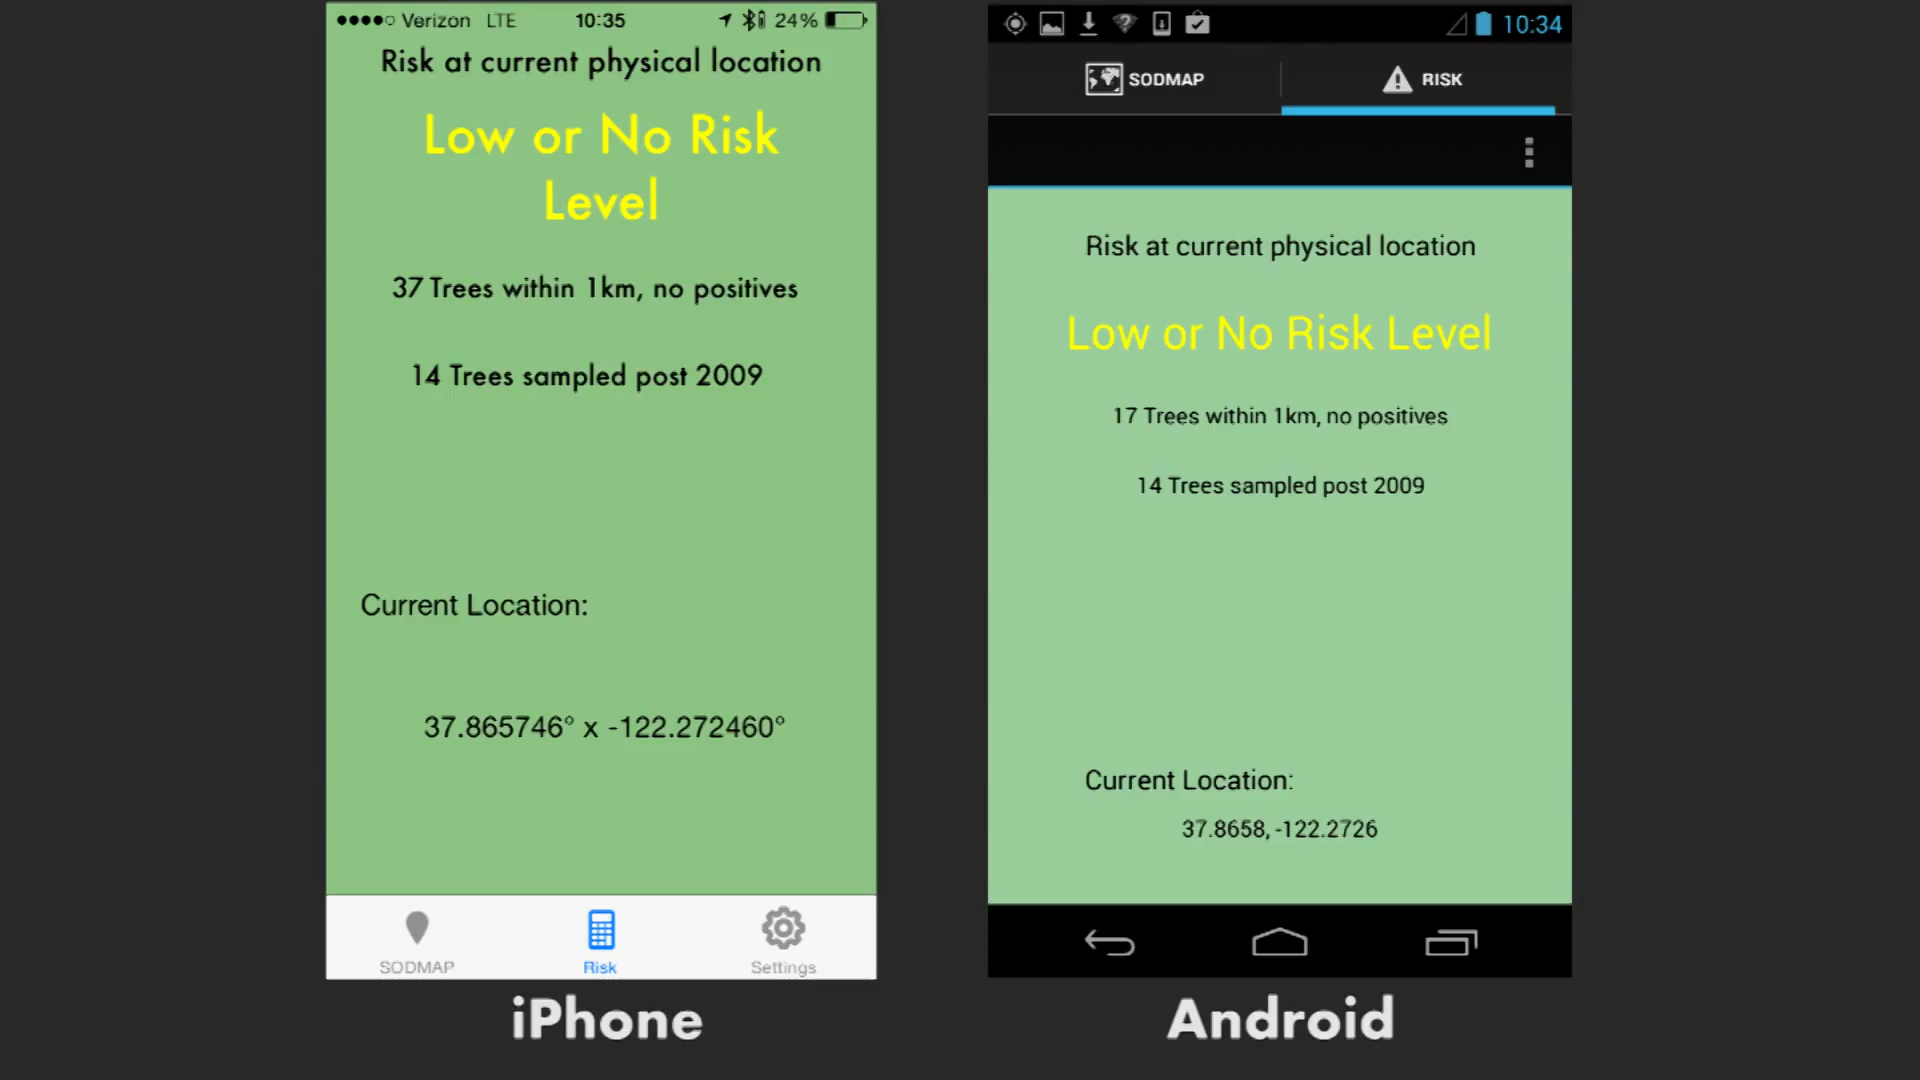 Verizon LTE 10:35 24%
Risk at current physical location
Low or No Risk
Level
37 Trees within 1km, no positives
14 Trees sampled post 2009
Current Location:
37.865746° x -122.272460°
SODMAP Risk Settings
iPhone
10:34
SODMAP RISK
Risk at current physical location
Low or No Risk Level
17 Trees within 1km, no positives
14 Trees sampled post 2009
Current Location:
37.8658, -122.2726
Android